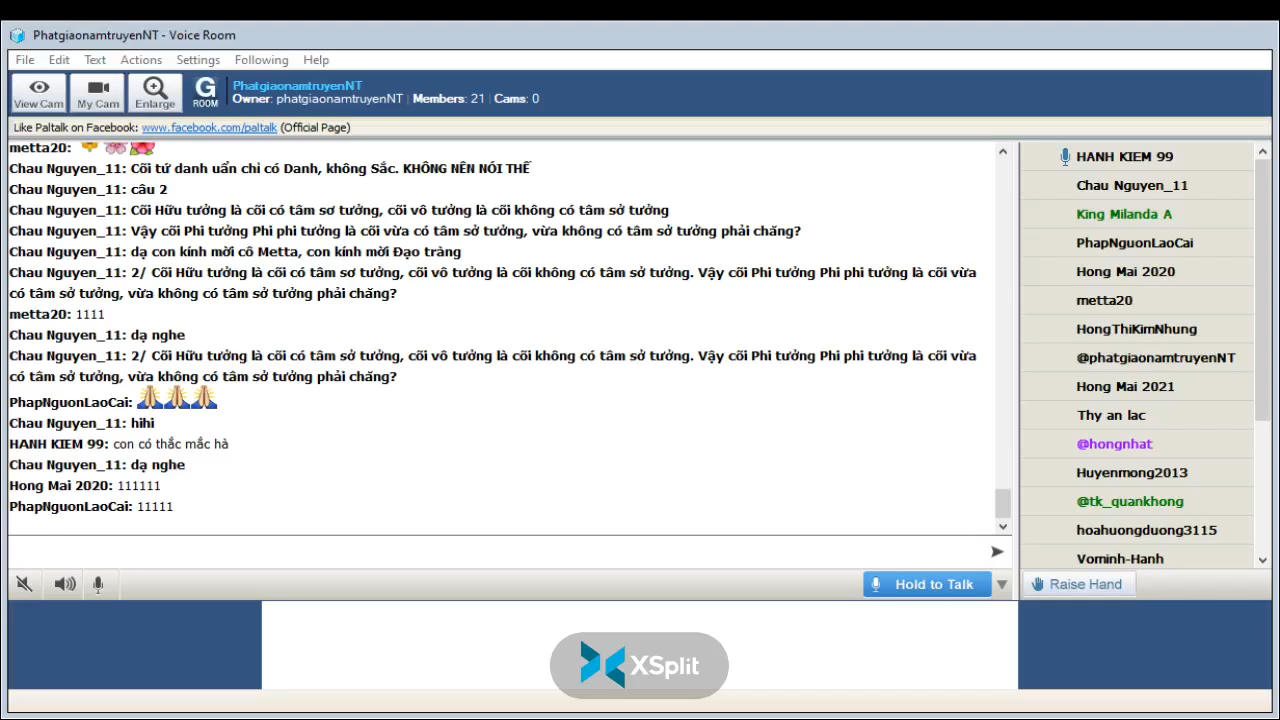 PhatgiaonamtruyenNT - Voice Room
File Edit Text Actions Settings Following Help
View Cam My Cam Enlarge G ROOM
PhatgiaonamtruyenNT
Owner: phatgiaonamtruyenNT | Members: 21 | Cams: 0
Like Paltalk on Facebook: www.facebook.com/paltalk (Official Page)
metta20:
Chau Nguyen_11: Cõi tứ danh uẩn chỉ có Danh, không Sắc. KHÔNG NÊN NÓI THẾ
Chau Nguyen_11: câu 2
Chau Nguyen_11: Cõi Hữu tưởng là cõi có tâm sơ tưởng, cõi vô tưởng là cõi không có tâm sở tưởng
Chau Nguyen_11: Vậy cõi Phi tưởng Phi phi tưởng là cõi vừa có tâm sở tưởng, vừa không có tâm sở tưởng phải chăng?
Chau Nguyen_11: dạ con kính mời cô Metta, con kính mời Đạo tràng
Chau Nguyen_11: 2/ Cõi Hữu tưởng là cõi có tâm sơ tưởng, cõi vô tưởng là cõi không có tâm sở tưởng. Vậy cõi Phi tưởng Phi phi tưởng là cõi vừa
có tâm sở tưởng, vừa không có tâm sở tưởng phải chăng?
metta20: 1111
Chau Nguyen_11: dạ nghe
Chau Nguyen_11: 2/ Cõi Hữu tưởng là cõi có tâm sở tưởng, cõi vô tưởng là cõi không có tâm sở tưởng. Vậy cõi Phi tưởng Phi phi tưởng là cõi vừa
có tâm sở tưởng, vừa không có tâm sở tưởng phải chăng?
PhapNguonLaoCai:
Chau Nguyen_11: hihi
HANH KIEM 99: con có thắc mắc hà
Chau Nguyen_11: dạ nghe
Hong Mai 2020: 111111
PhapNguonLaoCai: 11111
HANH KIEM 99
Chau Nguyen_11
King Milanda A
PhapNguonLaoCai
Hong Mai 2020
metta20
HongThiKimNhung
@phatgiaonamtruyenNT
Hong Mai 2021
Thy an lac
@hongnhat
Huyenmong2013
@tk_quankhong
hoahuongduong3115
Vominh-Hanh
Hold to Talk
Raise Hand
XSplit